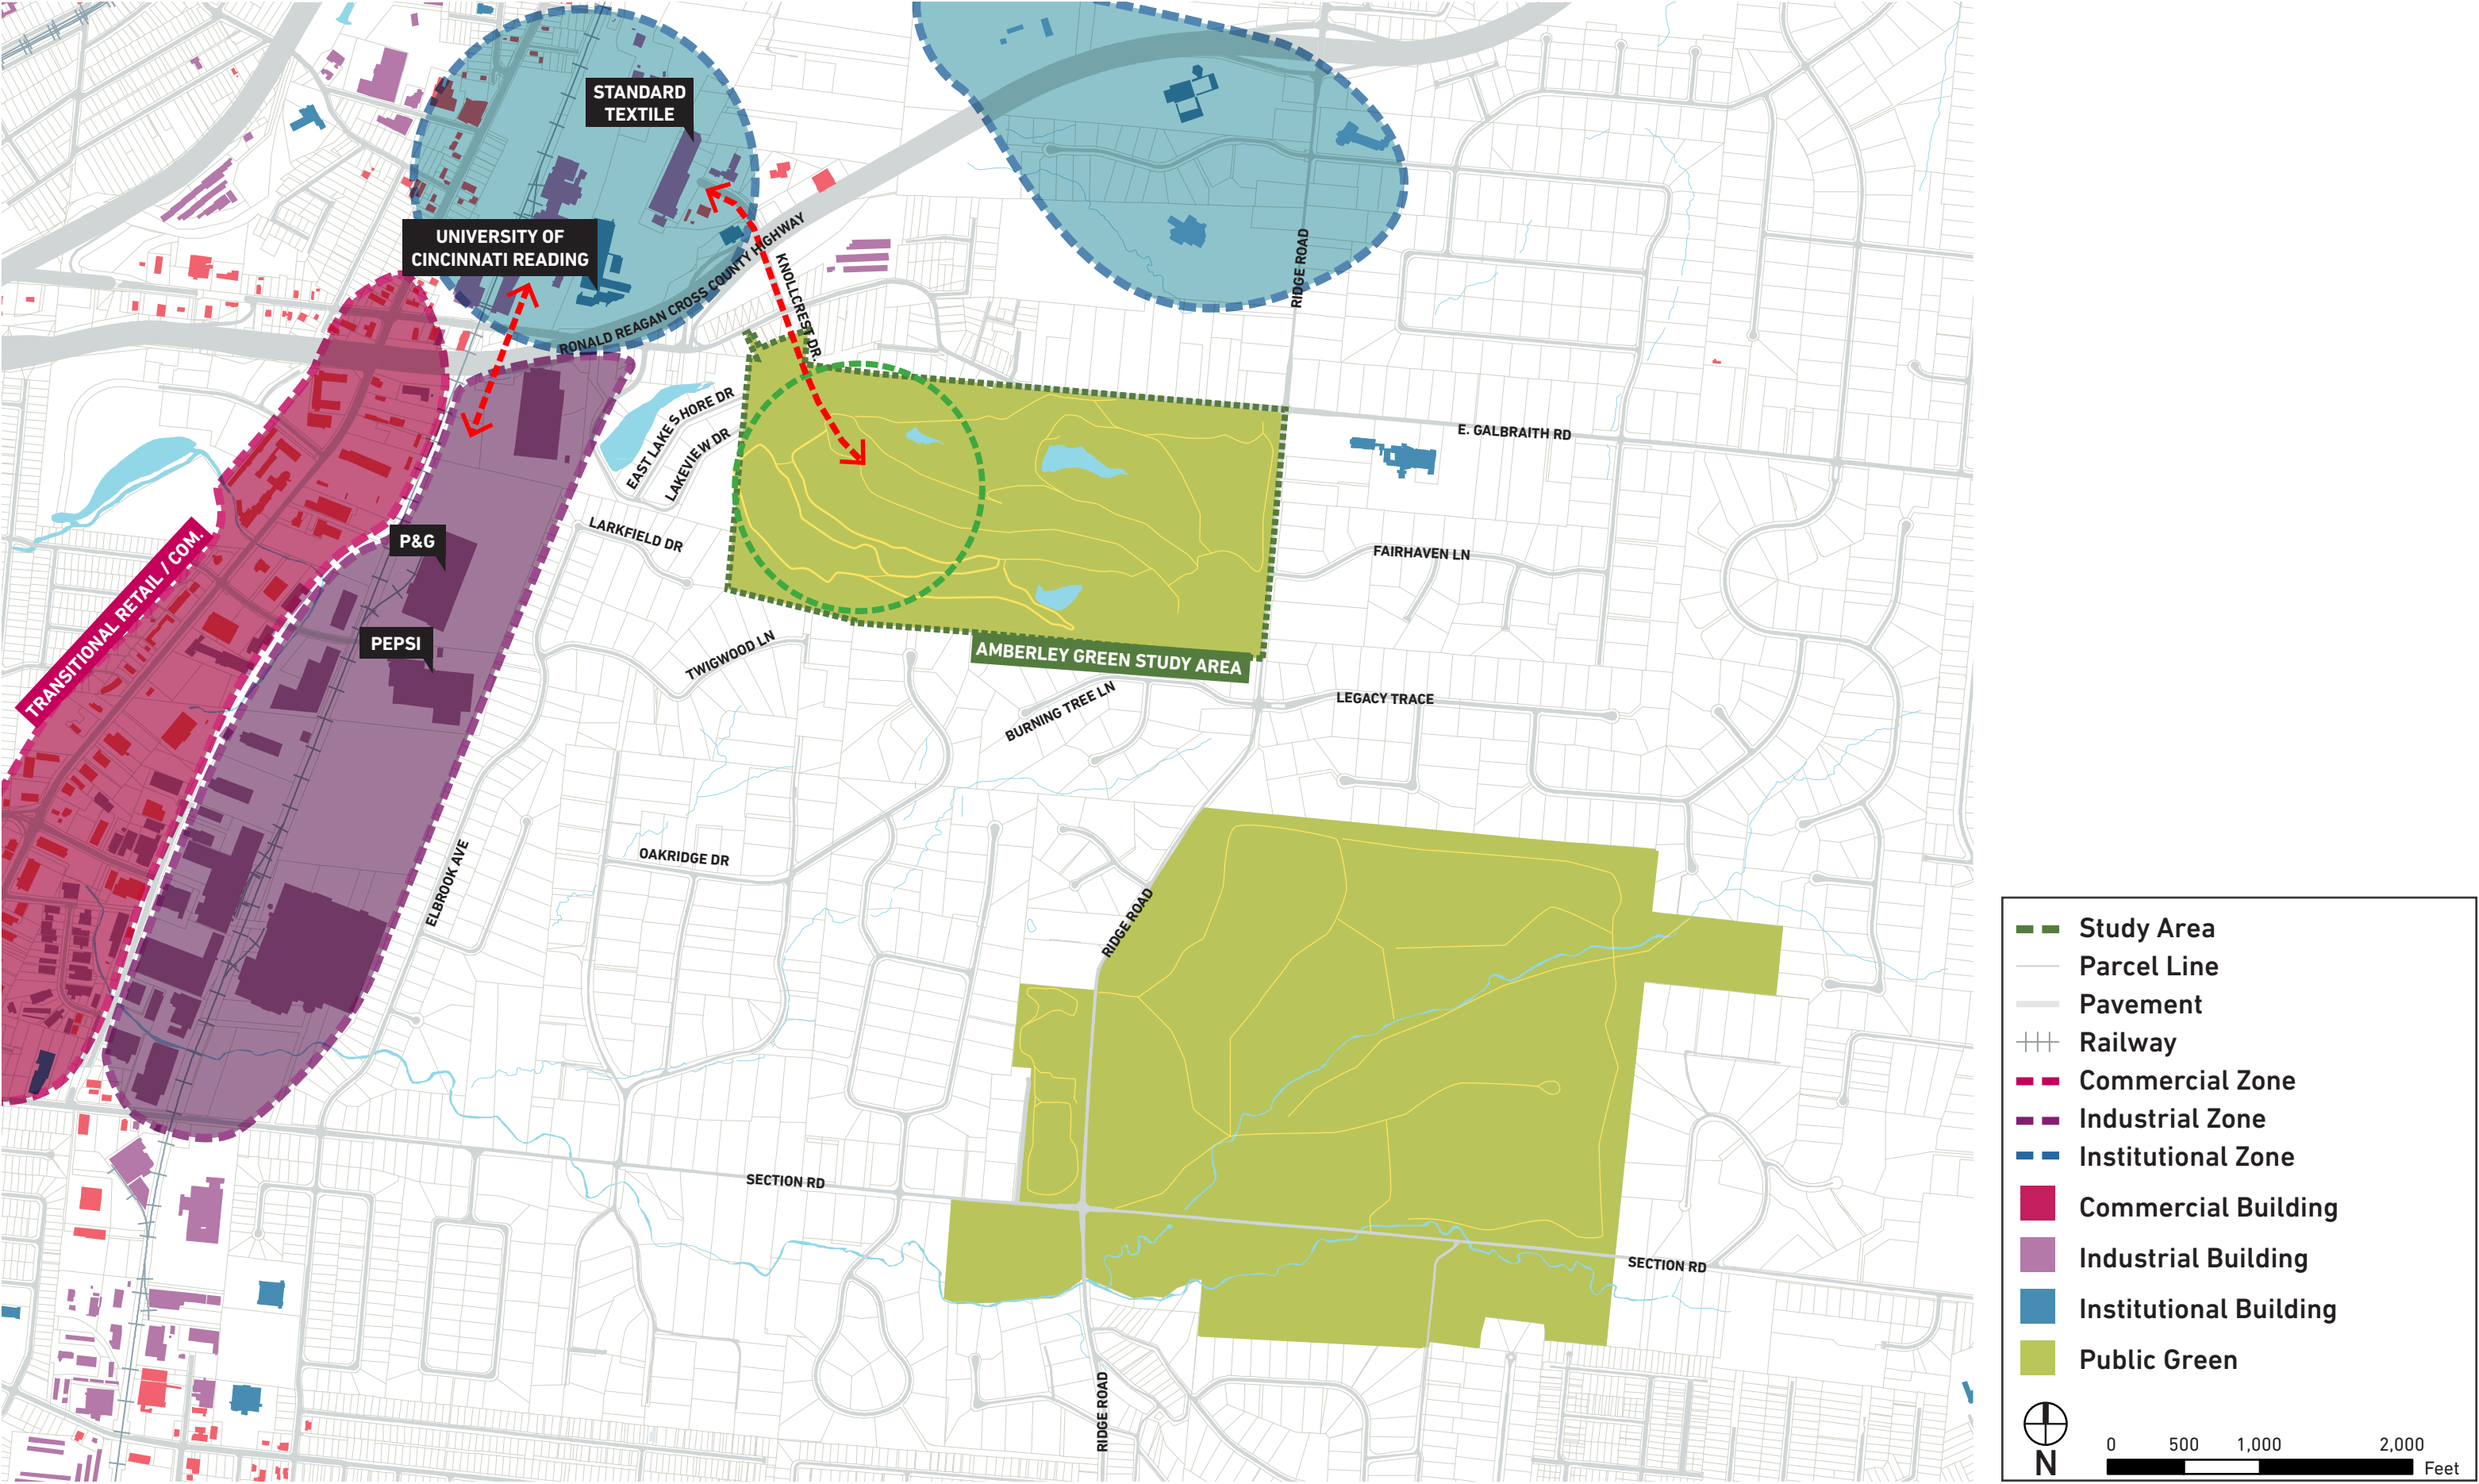 STANDARD
TEXTILE
UNIVERSITY OF
CINCINNATI READING
RONALD REAGAN CROSS COUNTY HIGHWAY
KNOLLCREST DR.
RIDGE ROAD
EAST LAKE SHORE DR
LAKEVIEW DR
E. GALBRAITH RD
LARKFIELD DR
P&G
FAIRHAVEN LN
TRANSITIONAL RETAIL / COM.
PEPSI
TWIGWOOD LN
AMBERLEY GREEN STUDY AREA
BURNING TREE LN
LEGACY TRACE
OAKRIDGE DR
ELBROOK AVE
RIDGE ROAD
SECTION RD
SECTION RD
RIDGE ROAD
Study Area
Parcel Line
Pavement
Railway
Commercial Zone
Industrial Zone
Institutional Zone
Commercial Building
Industrial Building
Institutional Building
Public Green
N
0 500 1,000 2,000
Feet